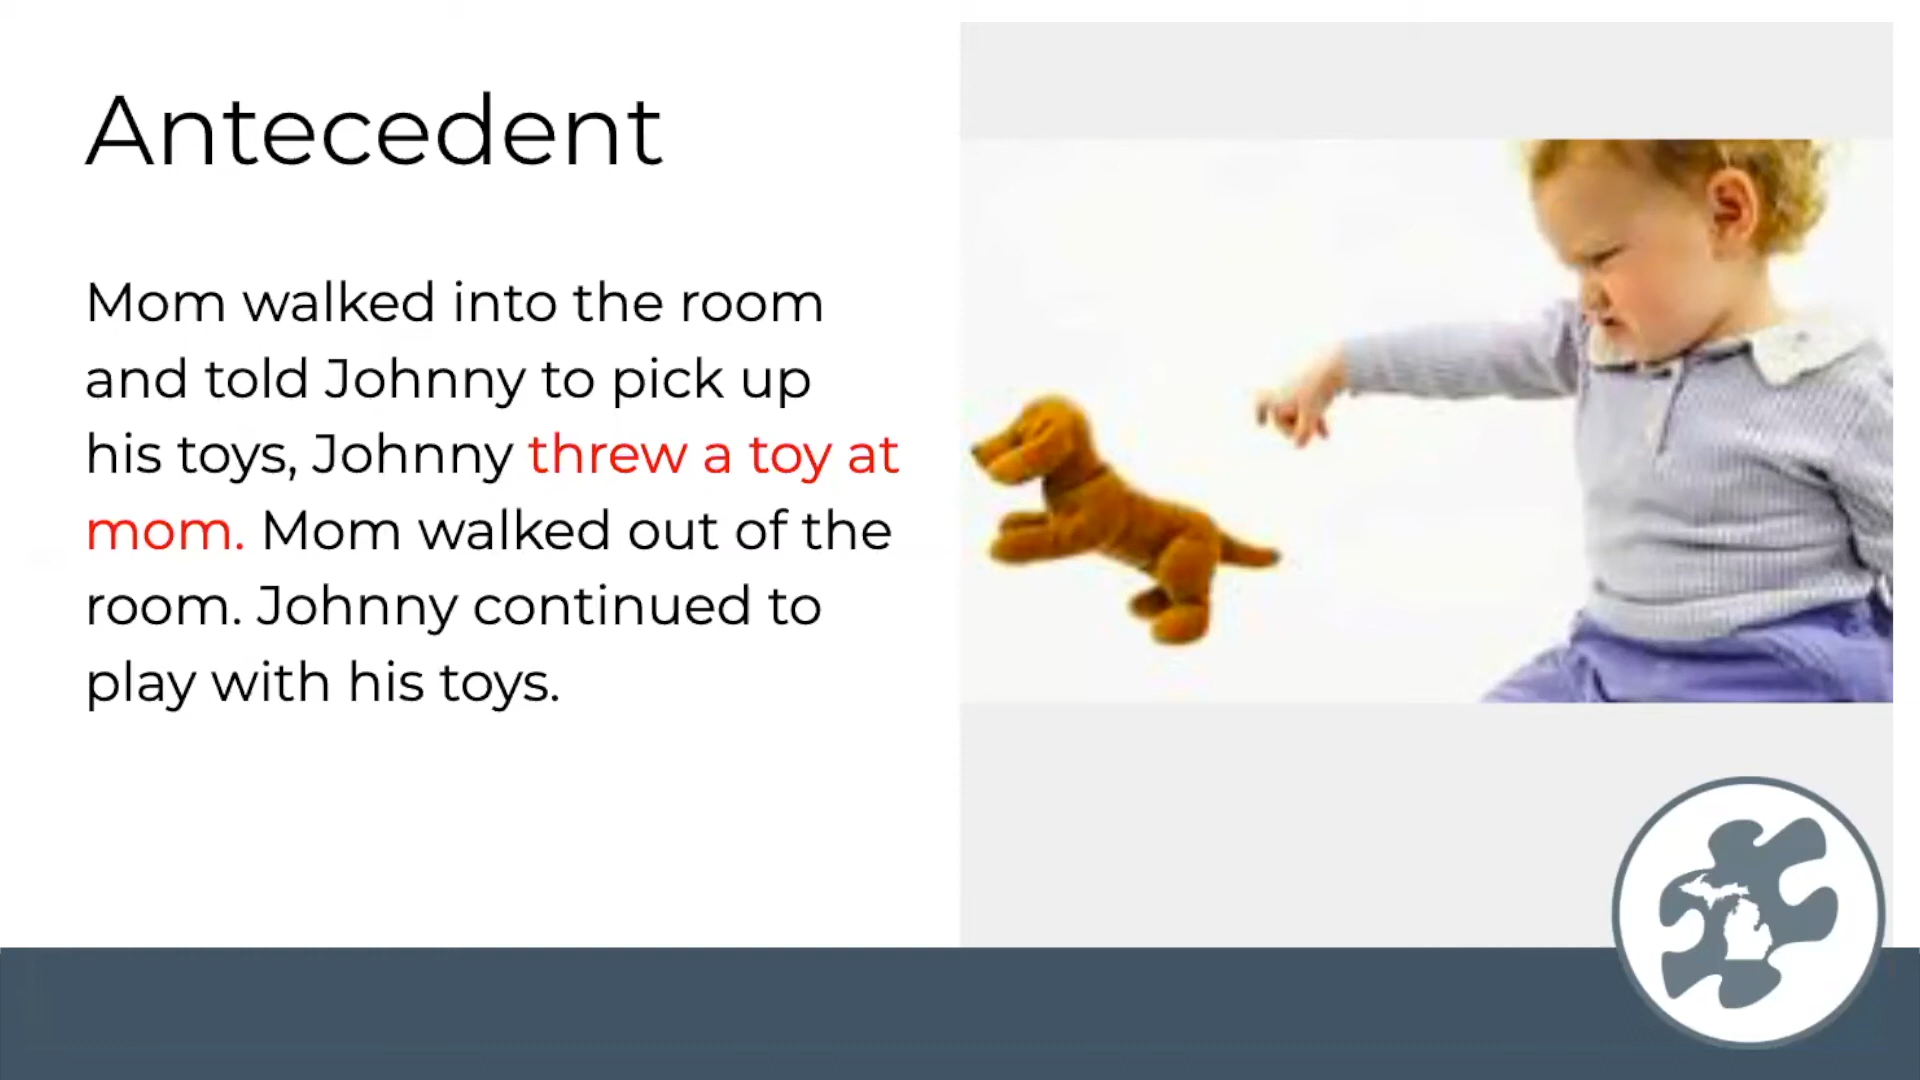 Antecedent
Mom walked into the room
and told Johnny to pick up
his toys, Johnny threw a toy at
mom. Mom walked out of the
room. Johnny continued to
play with his toys.